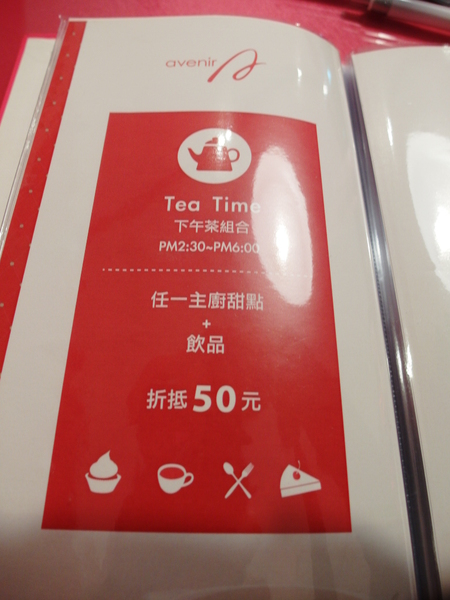 avenir
Tea Time
下午茶組合
PM2:30~PM6:00
任一主廚甜點
+
飲品
折抵50元